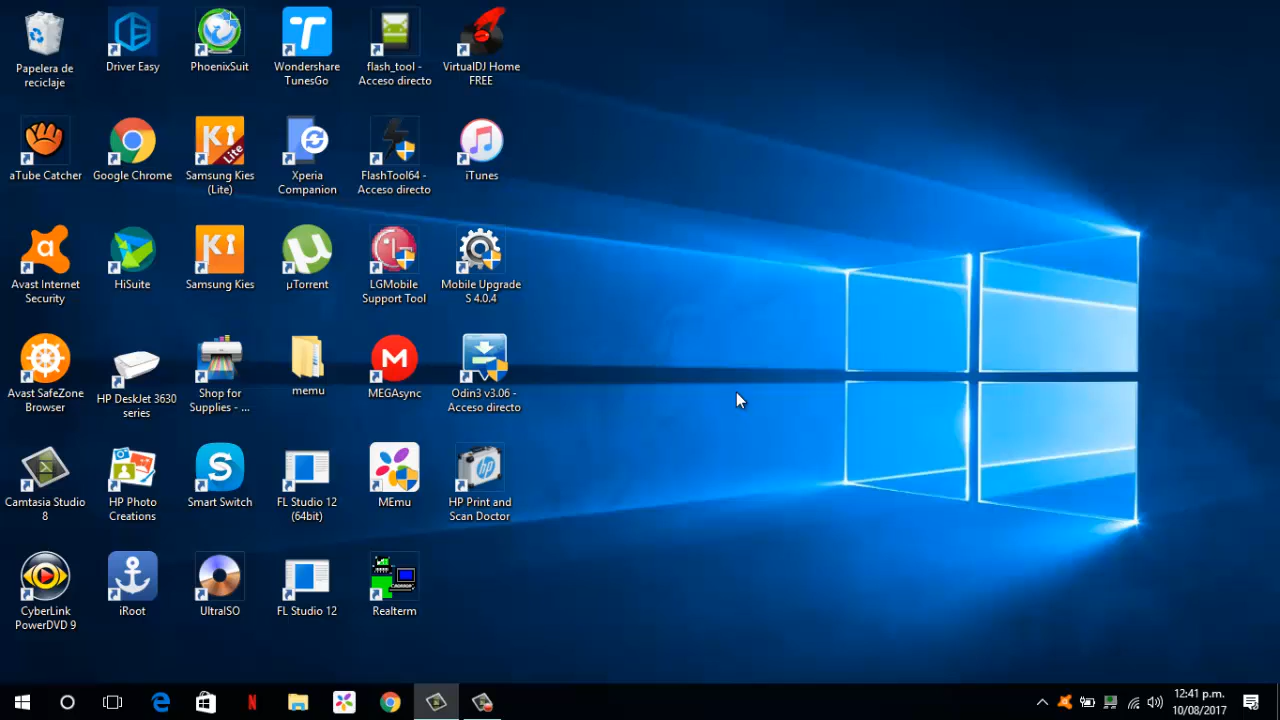 Papelera de
reciclaje
Driver Easy
PhoenixSuit
Wondershare
TunesGo
flash_tool -
Acceso directo
VirtualDJ Home
FREE
aTube Catcher
Google Chrome
Ki
Lite
Samsung Kies
(Lite)
Xperia
Companion
FlashTool64 -
Acceso directo
iTunes
Avast Internet
Security
HiSuite
Ki
Samsung Kies
µTorrent
LGMobile
Support Tool
Mobile Upgrade
S 4.0.4
Avast SafeZone
Browser
HP DeskJet 3630
series
Shop for
Supplies - ...
memu
MEGAsync
Odin3 v3.06 -
Acceso directo
Camtasia Studio
8
HP Photo
Creations
Smart Switch
FL Studio 12
(64bit)
MEmu
HP Print and
Scan Doctor
CyberLink
PowerDVD 9
iRoot
UltraISO
FL Studio 12
Realterm
12:41 p.m.
10/08/2017